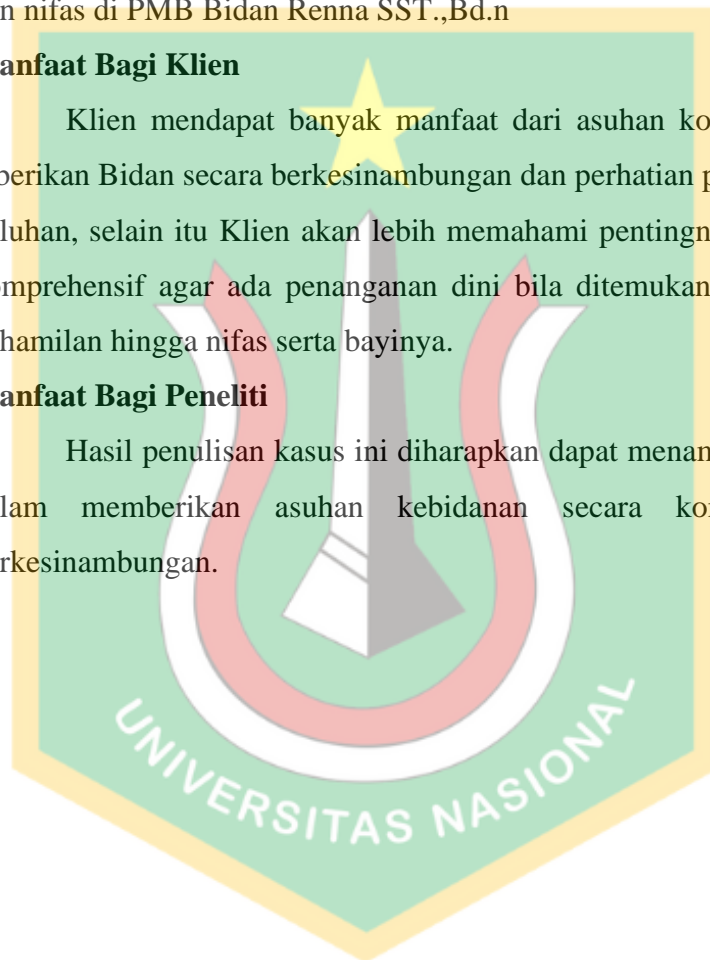 n nifas di PMB Bidan Renna SST.,Bd.n
anfaat Bagi Klien
Klien mendapat banyak manfaat dari asuhan ko
berikan Bidan secara berkesinambungan dan perhatian p
luhan, selain itu Klien akan lebih memahami pentingn
omprehensif agar ada penanganan dini bila ditemukan
hamilan hingga nifas serta bayinya.
anfaat Bagi Peneliti
Hasil penulisan kasus ini diharapkan dapat menan
lam memberikan asuhan kebidanan secara ko
rkesinambungan.
UNIVERSITAS NASIONAL